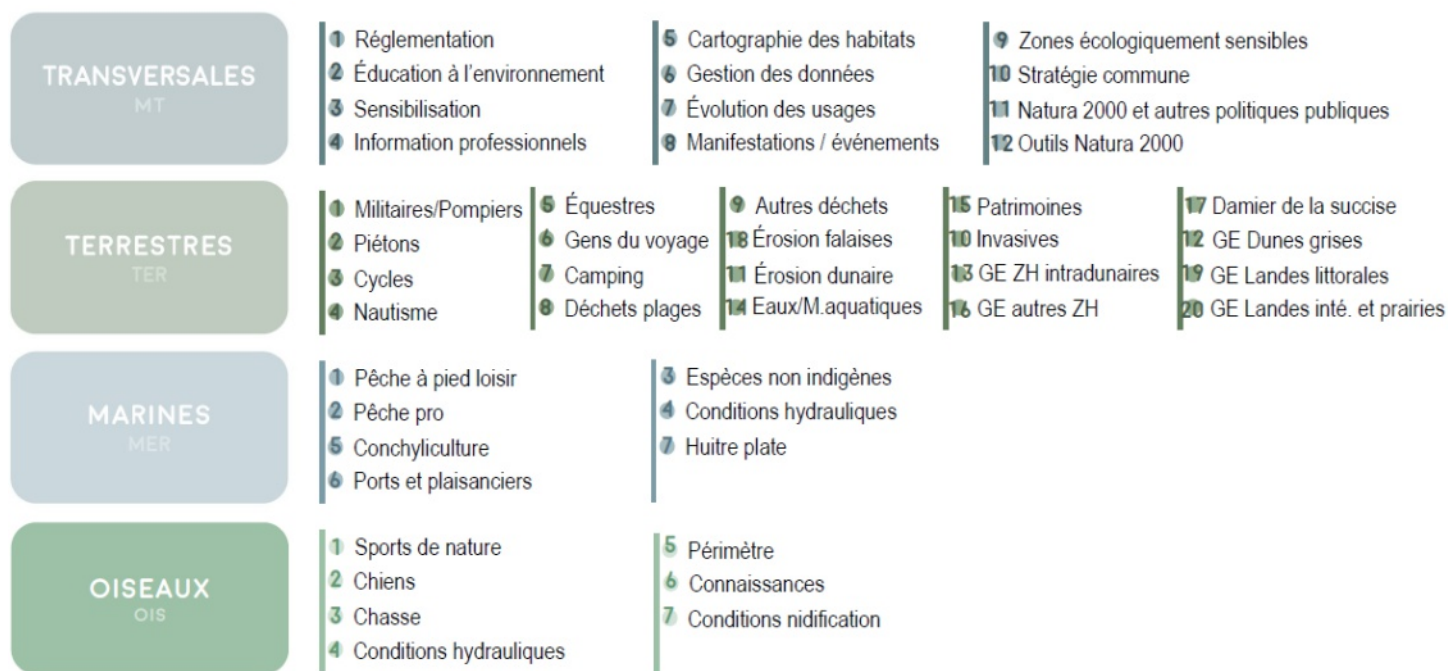 TRANSVERSALES
MT
1 Réglementation
2 Éducation à l'environnement
3 Sensibilisation
4 Information professionnels
5 Cartographie des habitats
6 Gestion des données
7 Évolution des usages
8 Manifestations / événements
9 Zones écologiquement sensibles
10 Stratégie commune
11 Natura 2000 et autres politiques publiques
12 Outils Natura 2000
TERRESTRES
TER
1 Militaires/Pompiers
2 Piétons
3 Cycles
4 Nautisme
5 Équestres
6 Gens du voyage
7 Camping
8 Déchets plages
9 Autres déchets
18 Érosion falaises
11 Érosion dunaire
14 Eaux/M.aquatiques
15 Patrimoines
10 Invasives
13 GE ZH intradunaires
16 GE autres ZH
17 Damier de la succise
12 GE Dunes grises
19 GE Landes littorales
20 GE Landes inté. et prairies
MARINES
MER
1 Pêche à pied loisir
2 Pêche pro
5 Conchyliculture
6 Ports et plaisanciers
3 Espèces non indigènes
4 Conditions hydrauliques
7 Huitre plate
OISEAUX
OIS
1 Sports de nature
2 Chiens
3 Chasse
4 Conditions hydrauliques
5 Périmètre
6 Connaissances
7 Conditions nidification